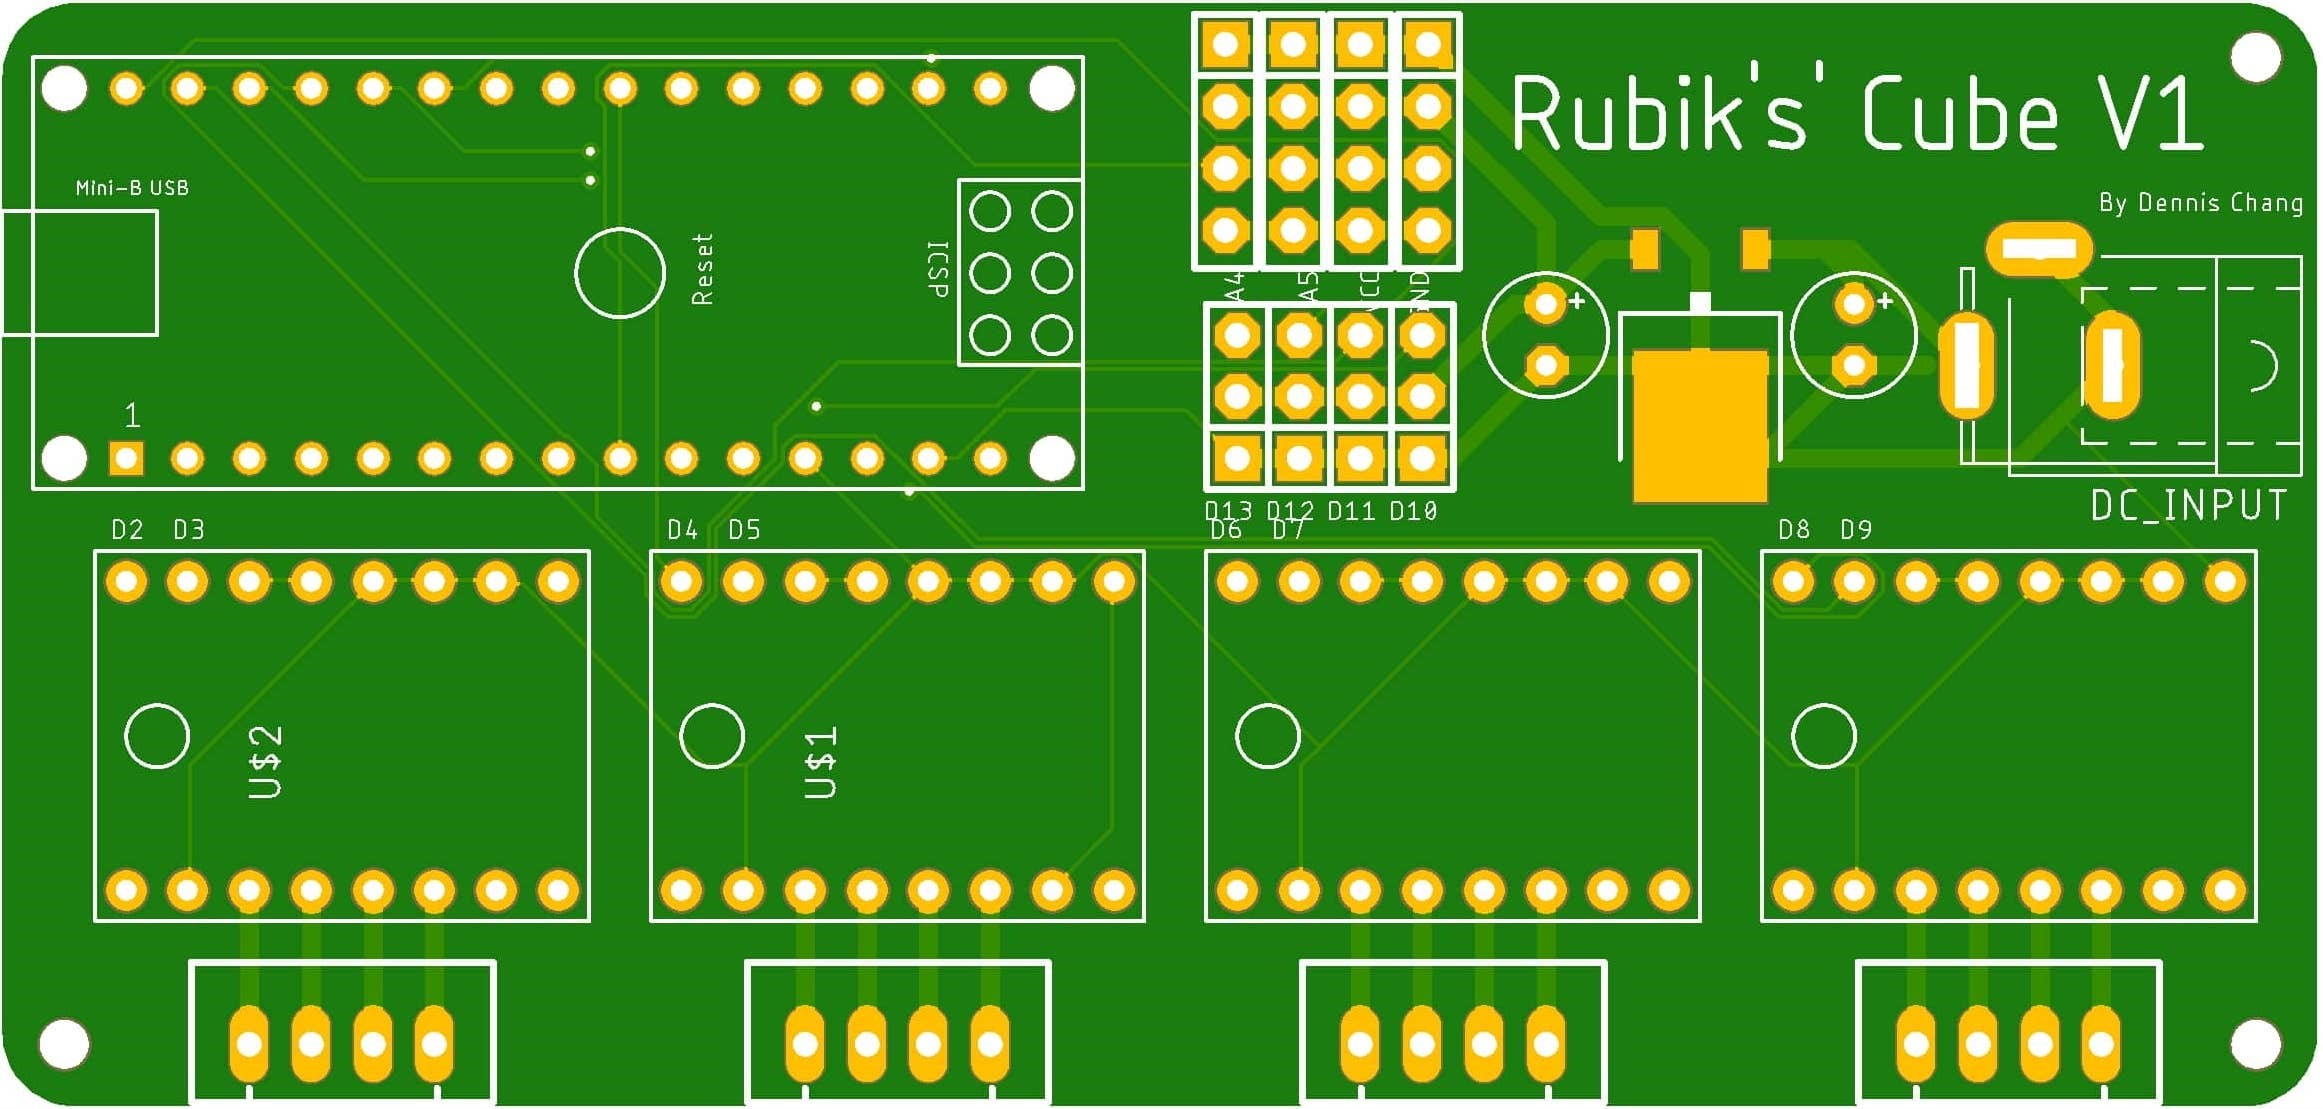 Rubik's' Cube V1
By Dennis Chang
Mini-B USB
Reset
ICSP
A4
A5
1
DC_INPUT
D13 D12 D11 D10
D2 D3 D4 D5 D6 D7 D8 D9
U$2
U$1
+
+